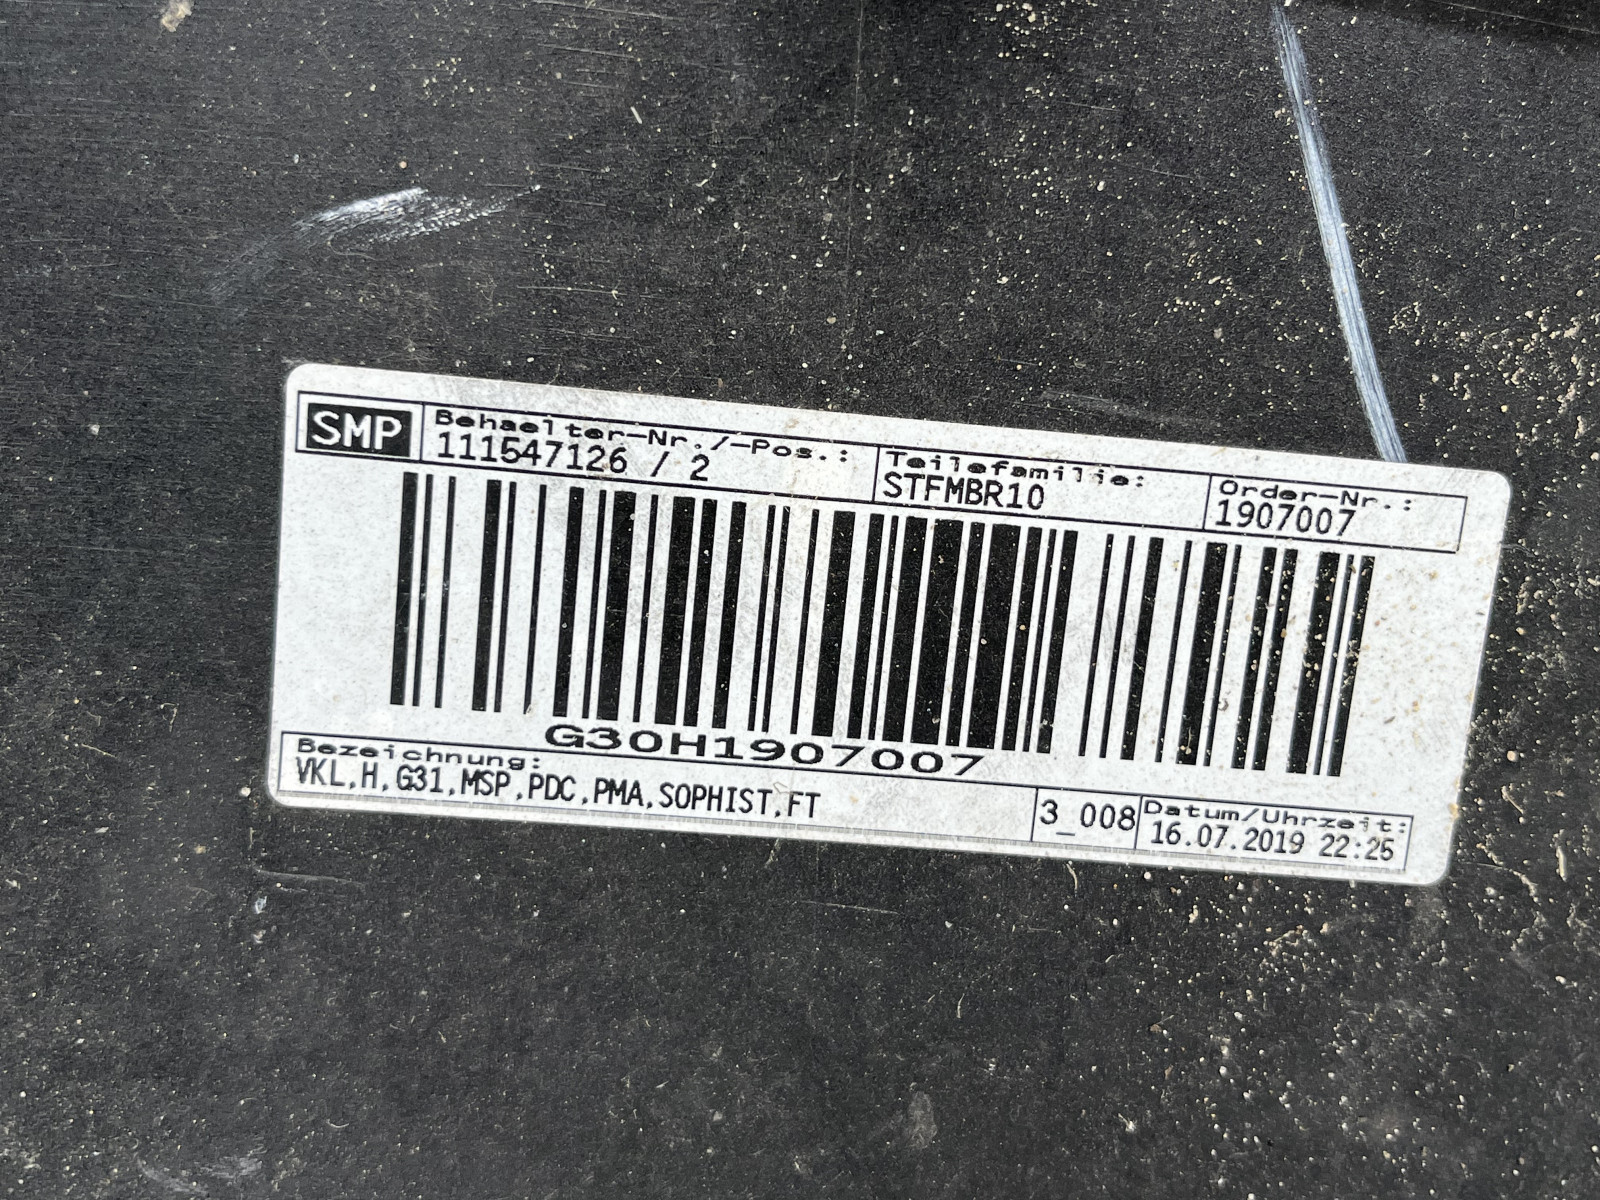 SMP
Behaelter-Nr./-Pos.:
111547126 / 2
Teilefamilie:
STFMBR10
Order-Nr.:
1907007
G30H1907007
Bezeichnung:
VKL,H,G31,MSP,PDC,PMA,SOPHIST,FT
3_008
Datum/Uhrzeit:
16.07.2019 22:25